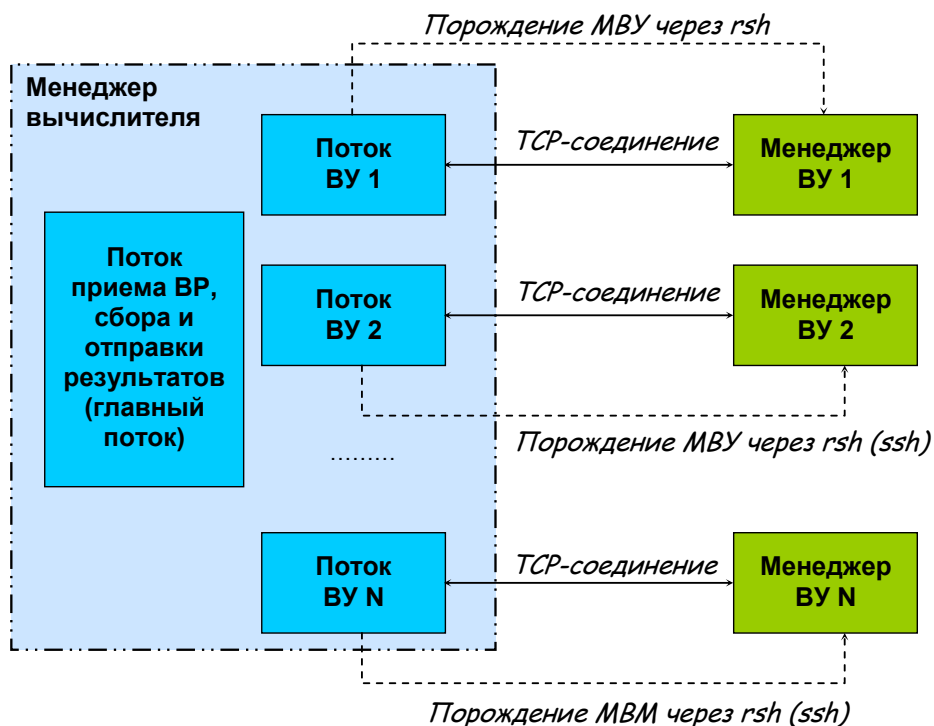 Порождение МВУ через rsh
Менеджер
вычислителя
Поток
ВУ 1
TCP-соединение
Менеджер
ВУ 1
Поток
приема ВР,
сбора и
отправки
результатов
(главный
поток)
Поток
ВУ 2
TCP-соединение
Менеджер
ВУ 2
Порождение МВУ через rsh (ssh)
.........
Поток
ВУ N
TCP-соединение
Менеджер
ВУ N
Порождение МВМ через rsh (ssh)